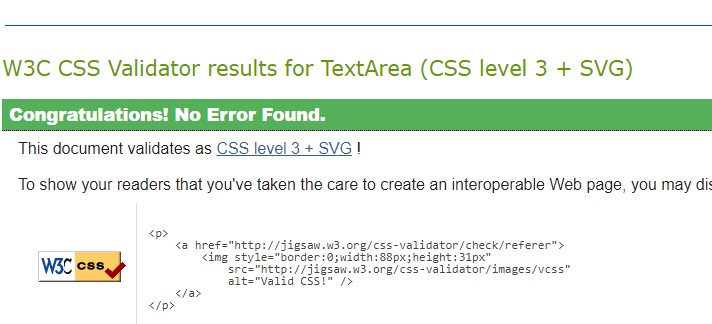 W3C CSS Validator results for TextArea (CSS level 3 + SVG)
Congratulations! No Error Found.
This document validates as CSS level 3 + SVG !
To show your readers that you've taken the care to create an interoperable Web page, you may dis
<p>
<a href="http://jigsaw.w3.org/css-validator/check/referer">
<img style="border:0;width:88px;height:31px"
src="http://jigsaw.w3.org/css-validator/images/vcss"
alt="Valid CSS!" />
</a>
</p>
W3C css